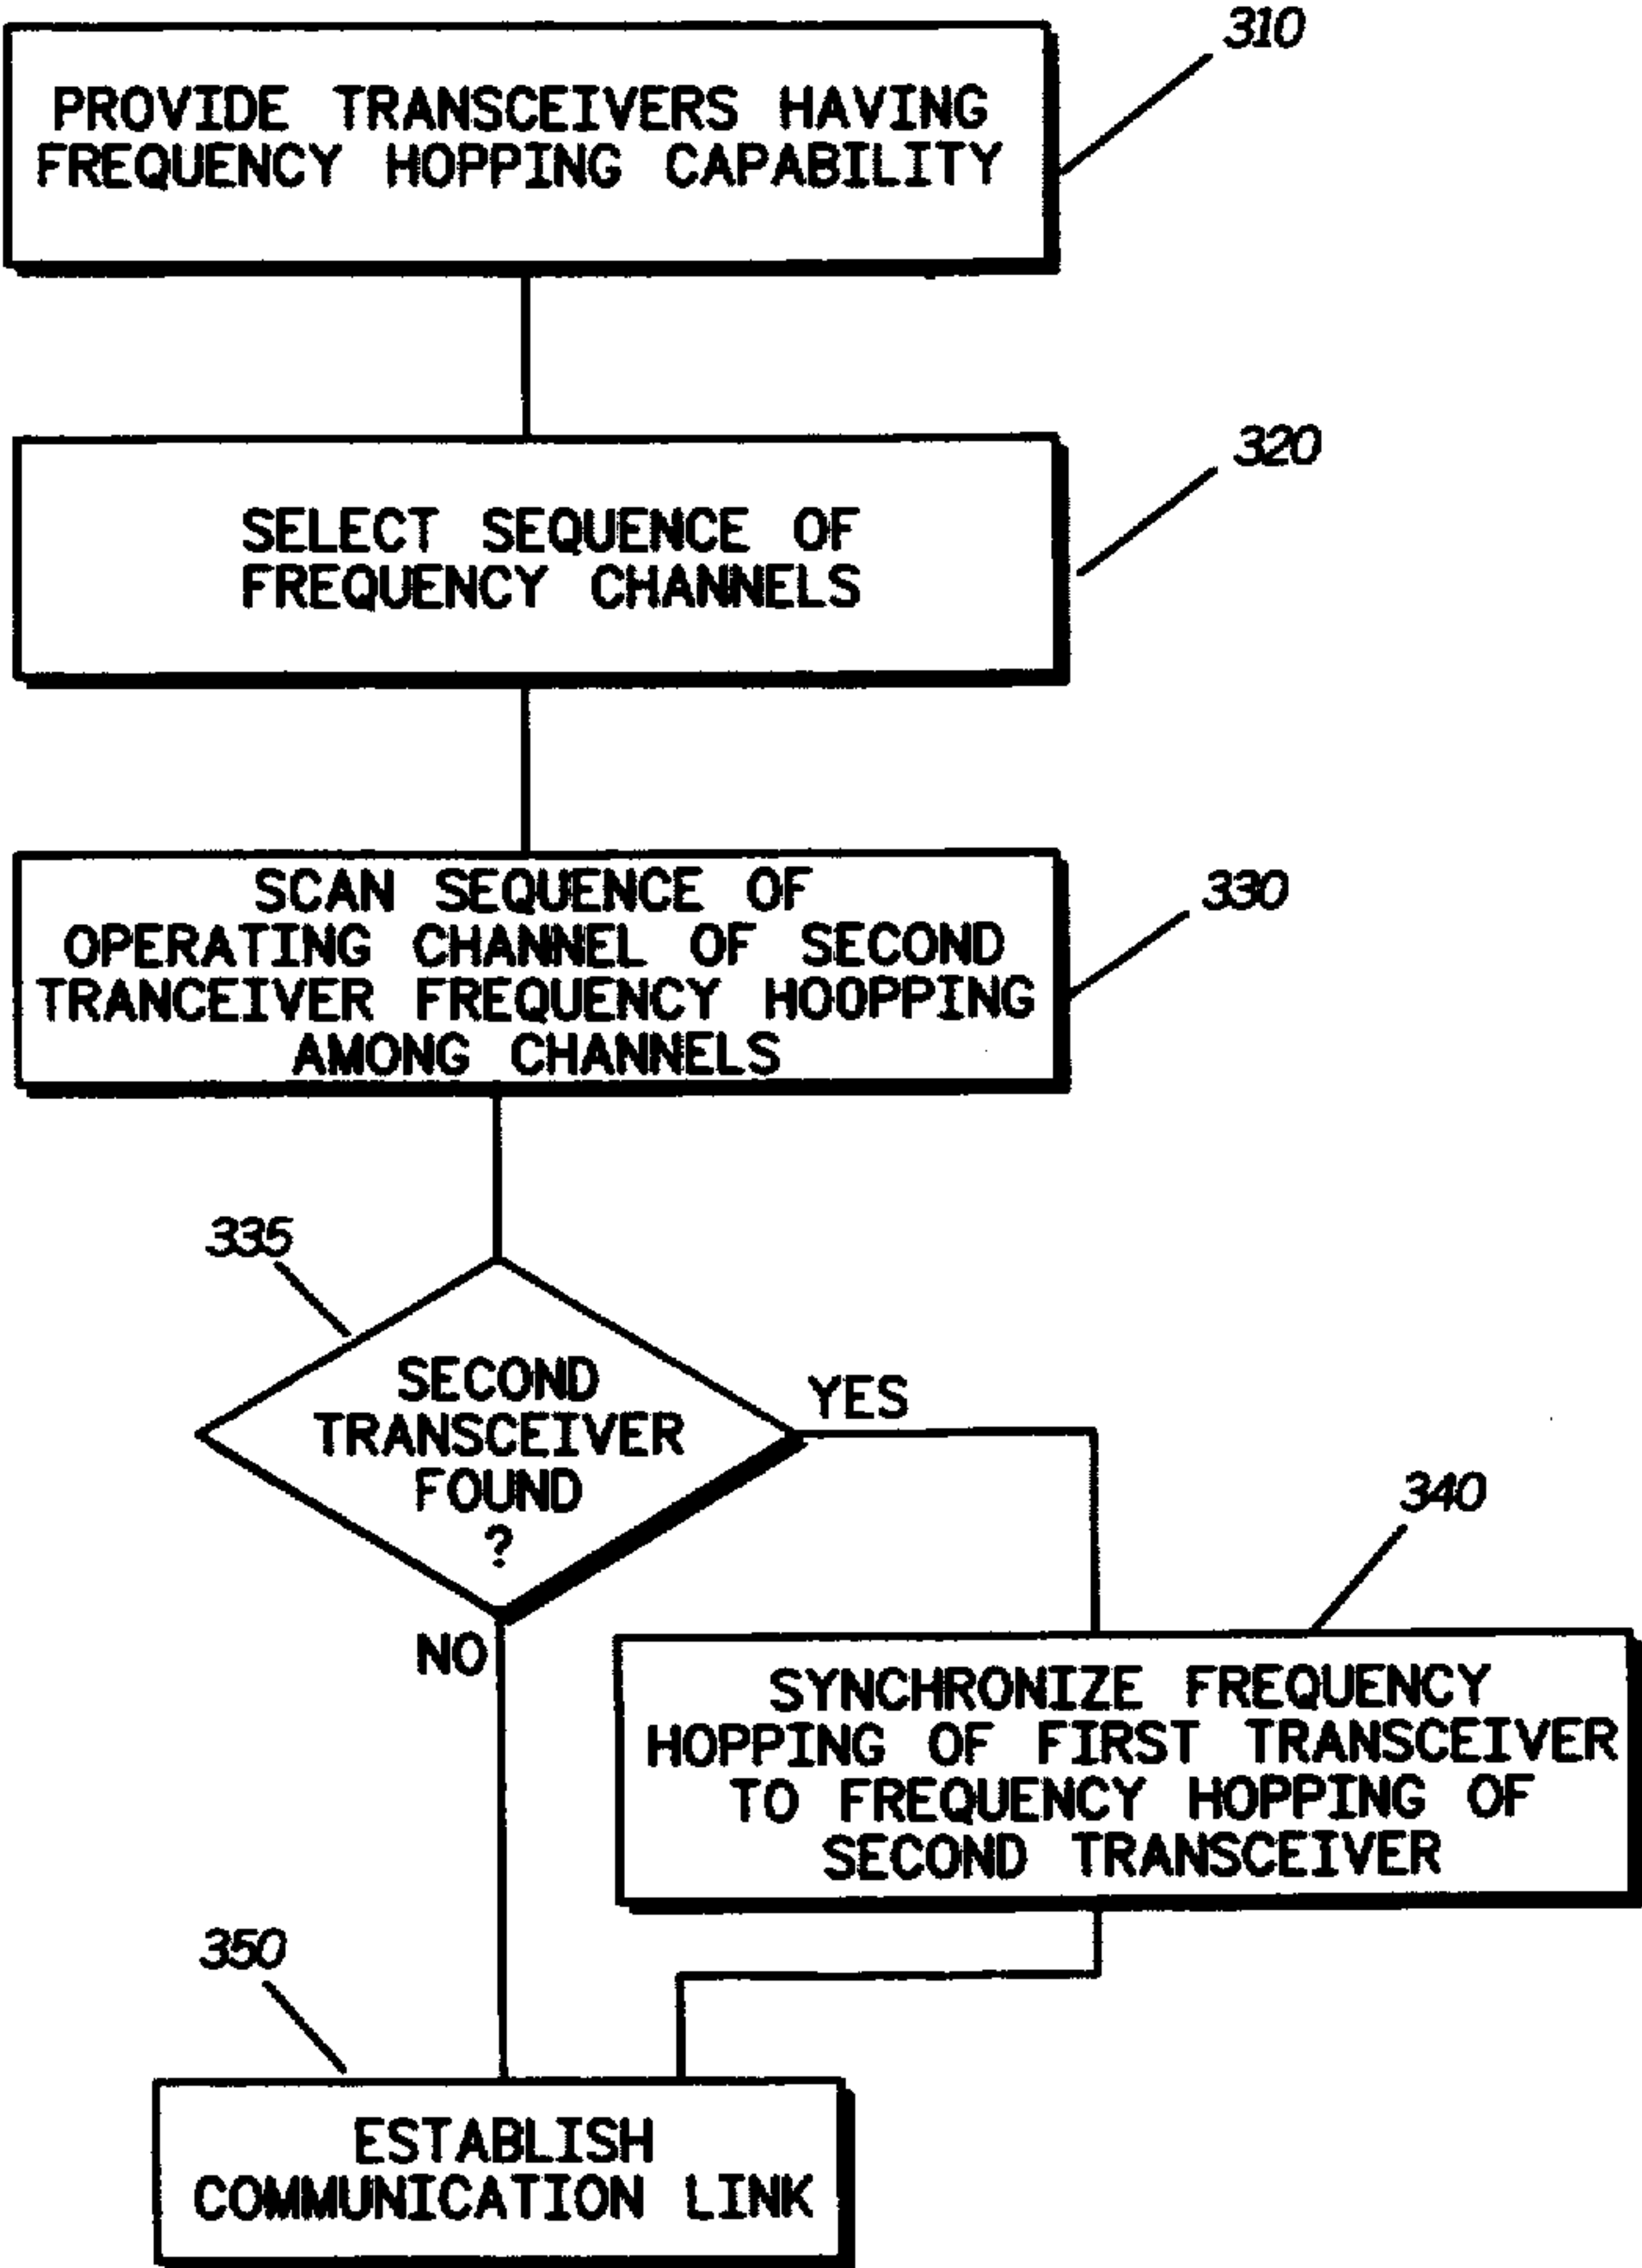 310
PROVIDE TRANSCEIVERS HAVING
FREQUENCY HOPPING CAPABILITY
320
SELECT SEQUENCE OF
FREQUENCY CHANNELS
330
SCAN SEQUENCE OF
OPERATING CHANNEL OF SECOND
TRANCEIVER FREQUENCY HOOPPING
AMONG CHANNELS
335
SECOND
TRANSCEIVER
FOUND
?
YES
NO
340
SYNCHRONIZE FREQUENCY
HOPPING OF FIRST TRANSCEIVER
TO FREQUENCY HOPPING OF
SECOND TRANSCEIVER
350
ESTABLISH
COMMUNICATION LINK